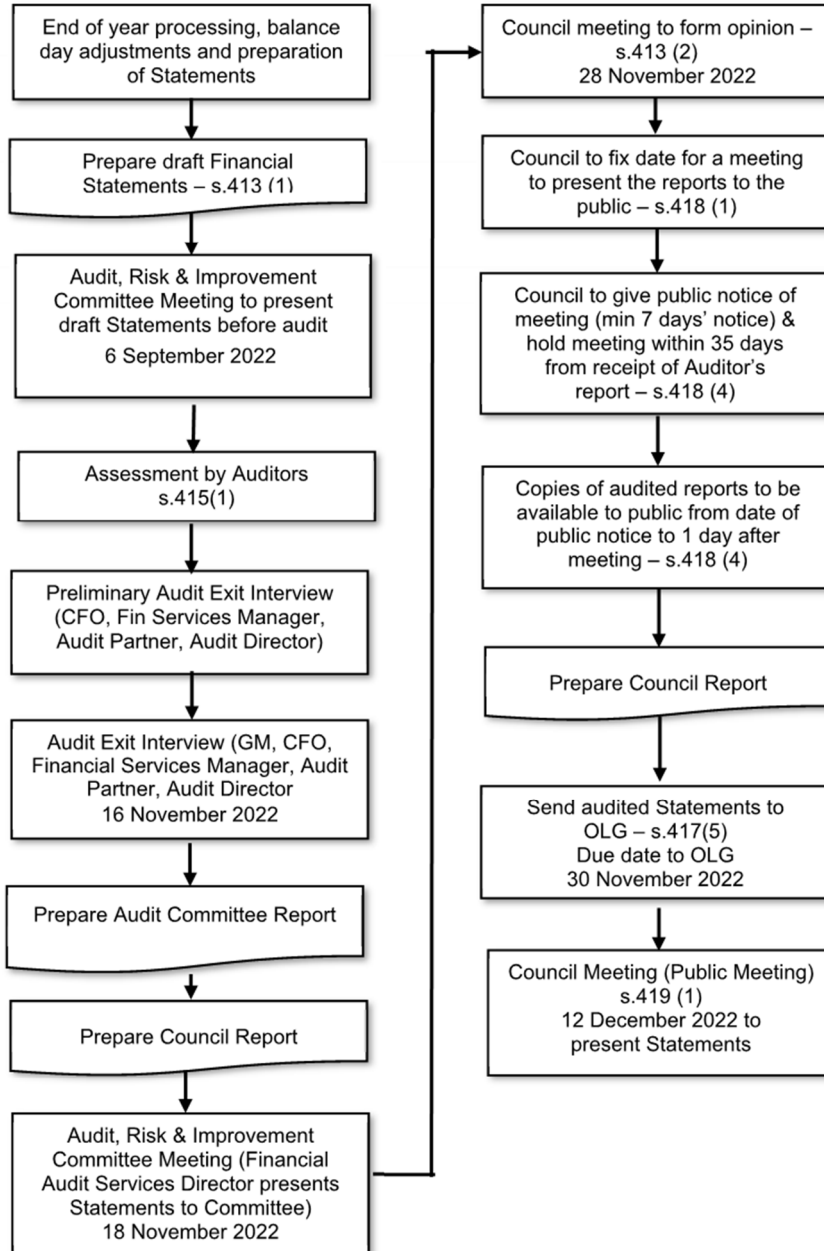 End of year processing, balance
day adjustments and preparation
of Statements
Prepare draft Financial
Statements – s.413 (1)
Audit, Risk & Improvement
Committee Meeting to present
draft Statements before audit
6 September 2022
Assessment by Auditors
s.415(1)
Preliminary Audit Exit Interview
(CFO, Fin Services Manager,
Audit Partner, Audit Director)
Audit Exit Interview (GM, CFO,
Financial Services Manager, Audit
Partner, Audit Director
16 November 2022
Prepare Audit Committee Report
Prepare Council Report
Audit, Risk & Improvement
Committee Meeting (Financial
Audit Services Director presents
Statements to Committee)
18 November 2022
Council meeting to form opinion –
s.413 (2)
28 November 2022
Council to fix date for a meeting
to present the reports to the
public – s.418 (1)
Council to give public notice of
meeting (min 7 days’ notice) &
hold meeting within 35 days
from receipt of Auditor’s
report – s.418 (4)
Copies of audited reports to be
available to public from date of
public notice to 1 day after
meeting – s.418 (4)
Prepare Council Report
Send audited Statements to
OLG – s.417(5)
Due date to OLG
30 November 2022
Council Meeting (Public Meeting)
s.419 (1)
12 December 2022 to
present Statements